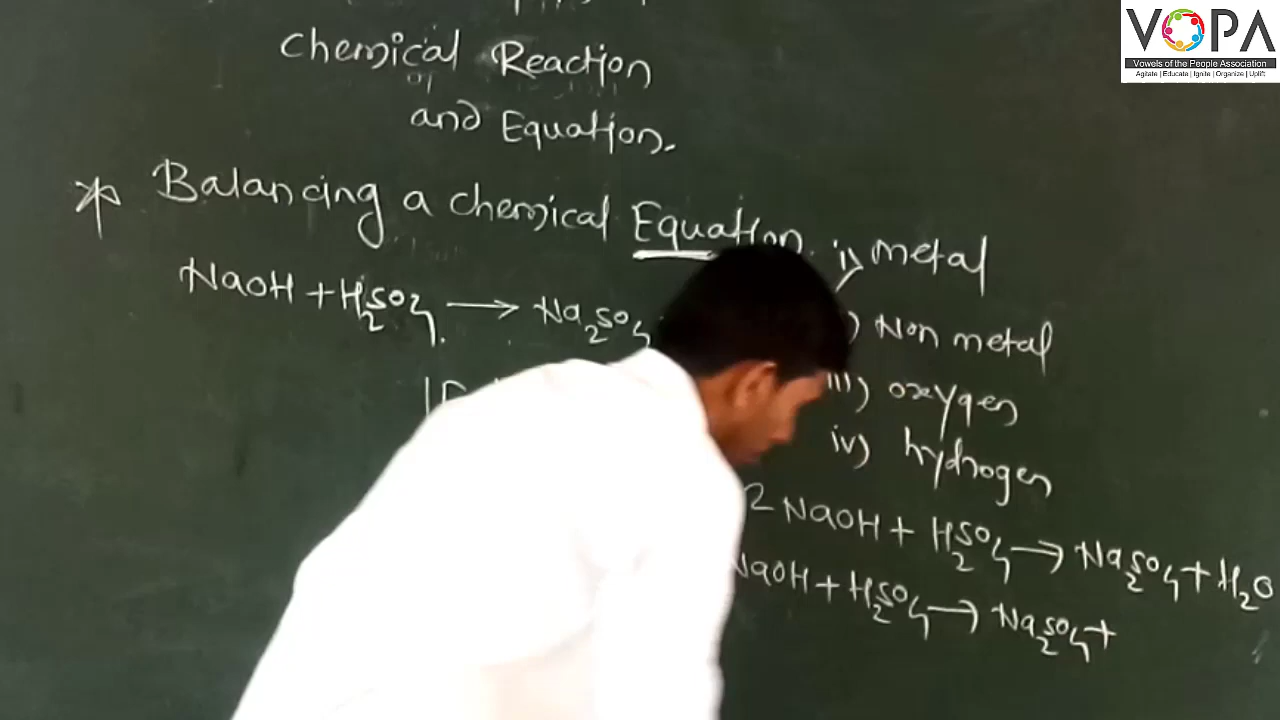 VOPA
Vowels of the People Association
Agitate | Educate | Ignite | Organize | Uplift
Chemical Reaction
and Equation.
* Balancing a chemical Equation.
NaOH + H2SO4 → Na2SO4
i) metal
) Non metal
iii) oxygen
iv) hydrogen
2 NaOH + H2SO4 → Na2SO4 + H2O
NaOH + H2SO4 → Na2SO4 +